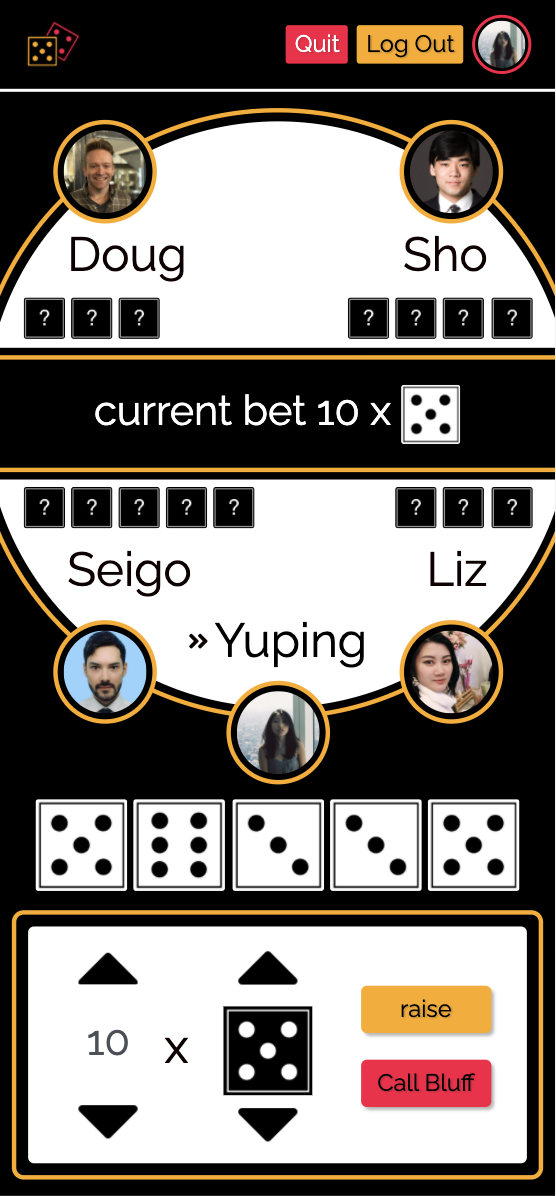 Quit Log Out
Doug Sho
? ? ? ? ? ? ?
current bet 10 x
? ? ? ? ? ? ? ?
Seigo Liz
» Yuping
raise
10 x
Call Bluff